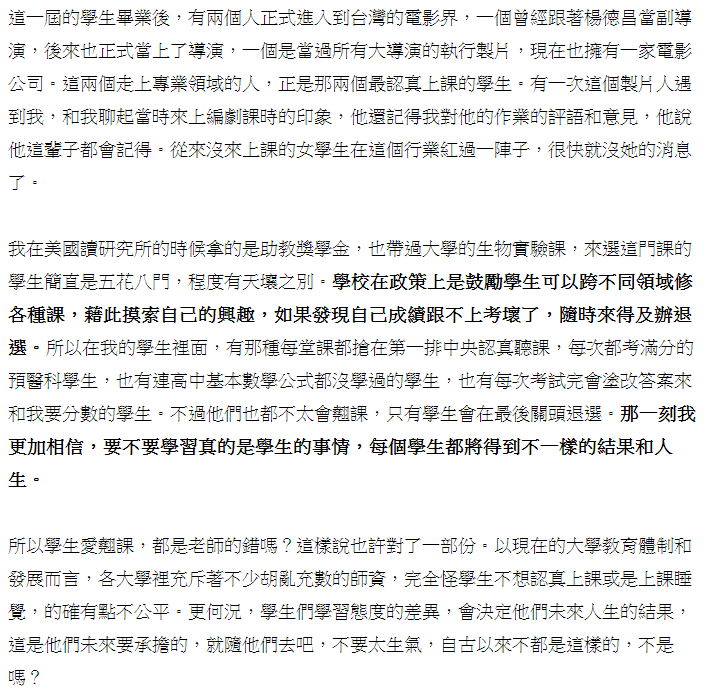 這一屆的學生畢業後，有兩個人正式進入到台灣的電影界，一個曾經跟著楊德昌當副導
演，後來也正式當上了導演，一個是當過所有大導演的執行製片，現在也擁有一家電影
公司。這兩個走上專業領域的人，正是那兩個最認真上課的學生。有一次這個製片人遇
到我，和我聊起當時來上編劇課時的印象，他還記得我對他的作業的評語和意見，他說
他這輩子都會記得。從來沒來上課的女學生在這個行業紅過一陣子，很快就沒她的消息
了。
我在美國讀研究所的時候拿的是助教獎學金，也帶過大學的生物實驗課，來選這門課的
學生簡直是五花八門，程度有天壤之別。學校在政策上是鼓勵學生可以跨不同領域修
各種課，藉此摸索自己的興趣，如果發現自己成績跟不上考壞了，隨時來得及辦退
選。所以在我的學生裡面，有那種每堂課都搶在第一排中央認真聽課，每次都考滿分的
預醫科學生，也有連高中基本數學公式都沒學過的學生，也有每次考試完會塗改答案來
和我要分數的學生。不過他們也都不太會翹課，只有學生會在最後關頭退選。那一刻我
更加相信，要不要學習真的是學生的事情，每個學生都將得到不一樣的結果和人
生。
所以學生愛翹課，都是老師的錯嗎？這樣說也許對了一部份。以現在的大學教育體制和
發展而言，各大學裡充斥著不少胡亂充數的師資，完全怪學生不想認真上課或是上課睡
覺，的確有點不公平。更何況，學生們學習態度的差異，會決定他們未來人生的結果，
這是他們未來要承擔的，就隨他們去吧，不要太生氣，自古以來不都是這樣的，不是
嗎？